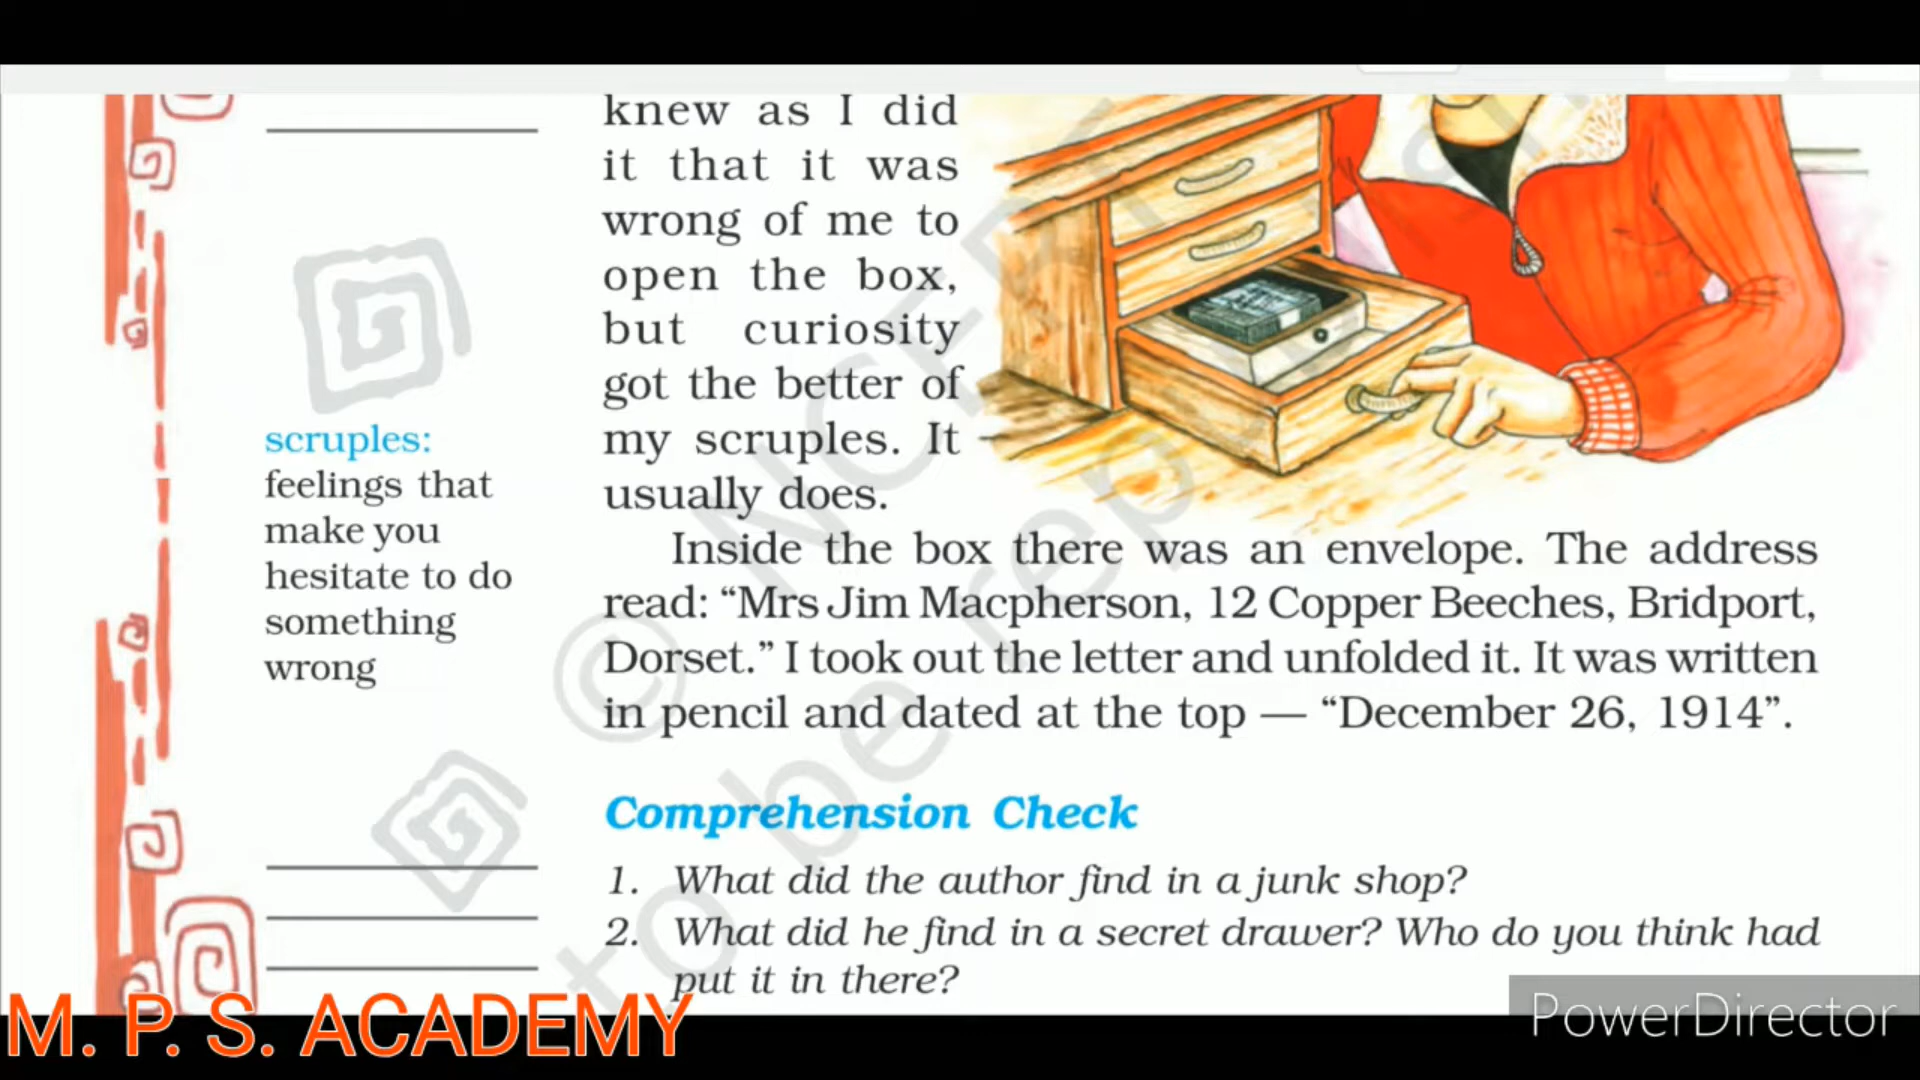 knew as I did
it that it was
wrong of me to
open the box,
but curiosity
got the better of
my scruples. It
usually does.
scruples:
feelings that
make you
hesitate to do
something
wrong
Inside the box there was an envelope. The address
read: “Mrs Jim Macpherson, 12 Copper Beeches, Bridport,
Dorset.” I took out the letter and unfolded it. It was written
in pencil and dated at the top — “December 26, 1914”.
Comprehension Check
1. What did the author find in a junk shop?
2. What did he find in a secret drawer? Who do you think had
put it in there?
© NCERT
to be rep
M. P. S. ACADEMY
PowerDirector